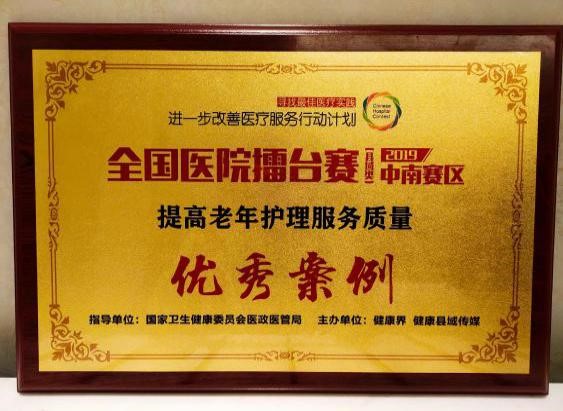 寻找最佳医疗实践
进一步改善医疗服务行动计划
Chinese
Hospital
Contest
全国医院擂台赛(县域类)2019/中南赛区
提高老年护理服务质量
优秀案例
指导单位：国家卫生健康委员会医政医管局 主办单位：健康界 健康县域传媒